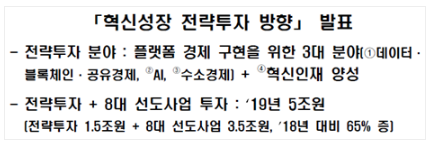 「혁신성장 전략투자 방향」 발표
- 전략투자 분야 : 플랫폼 경제 구현을 위한 3대 분야(①데이터·
블록체인·공유경제, ②AI, ③수소경제) + ④혁신인재 양성
- 전략투자 + 8대 선도사업 투자 : ‘19년 5조원
(전략투자 1.5조원 + 8대 선도사업 3.5조원, ‘18년 대비 65% 증)